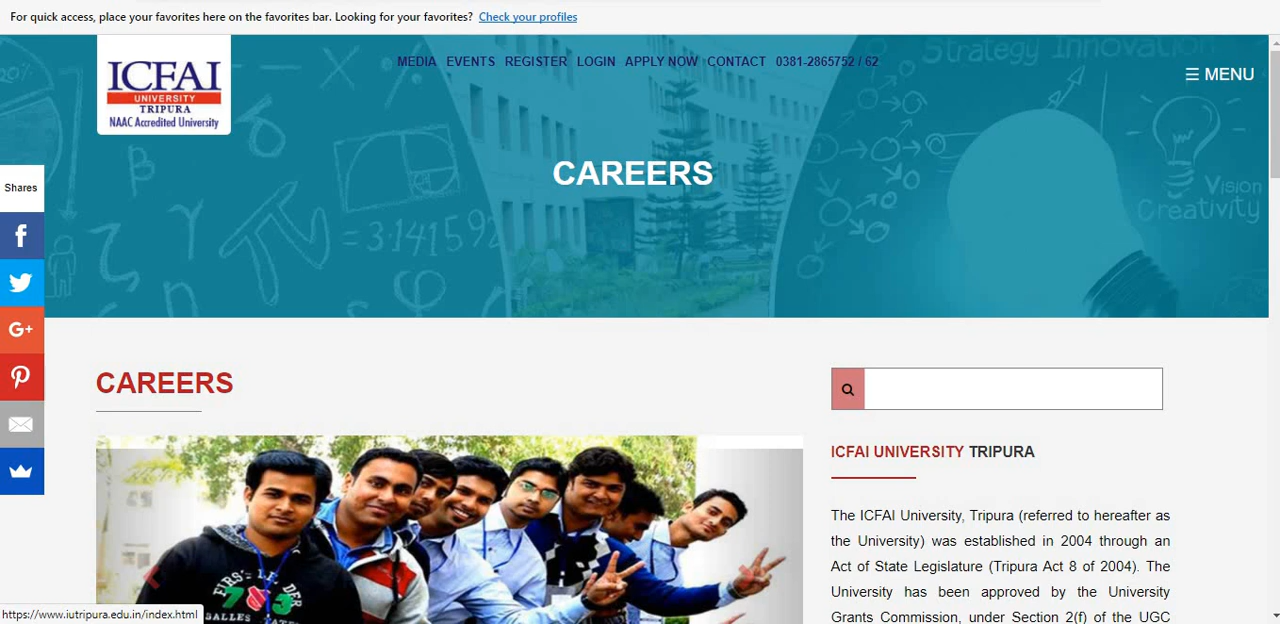 For quick access, place your favorites here on the favorites bar. Looking for your favorites? Check your profiles
ICFAI
UNIVERSITY
TRIPURA
NAAC Accredited University
MEDIA EVENTS REGISTER LOGIN APPLY NOW CONTACT 0381-2865752 / 62
☰ MENU
Strategy Innovation
CAREERS
Vision
Creativity
=3.141592
Shares
CAREERS
ICFAI UNIVERSITY TRIPURA
The ICFAI University, Tripura (referred to hereafter as
the University) was established in 2004 through an
Act of State Legislature (Tripura Act 8 of 2004). The
University has been approved by the University
Grants Commission, under Section 2(f) of the UGC
https://www.iutripura.edu.in/index.html